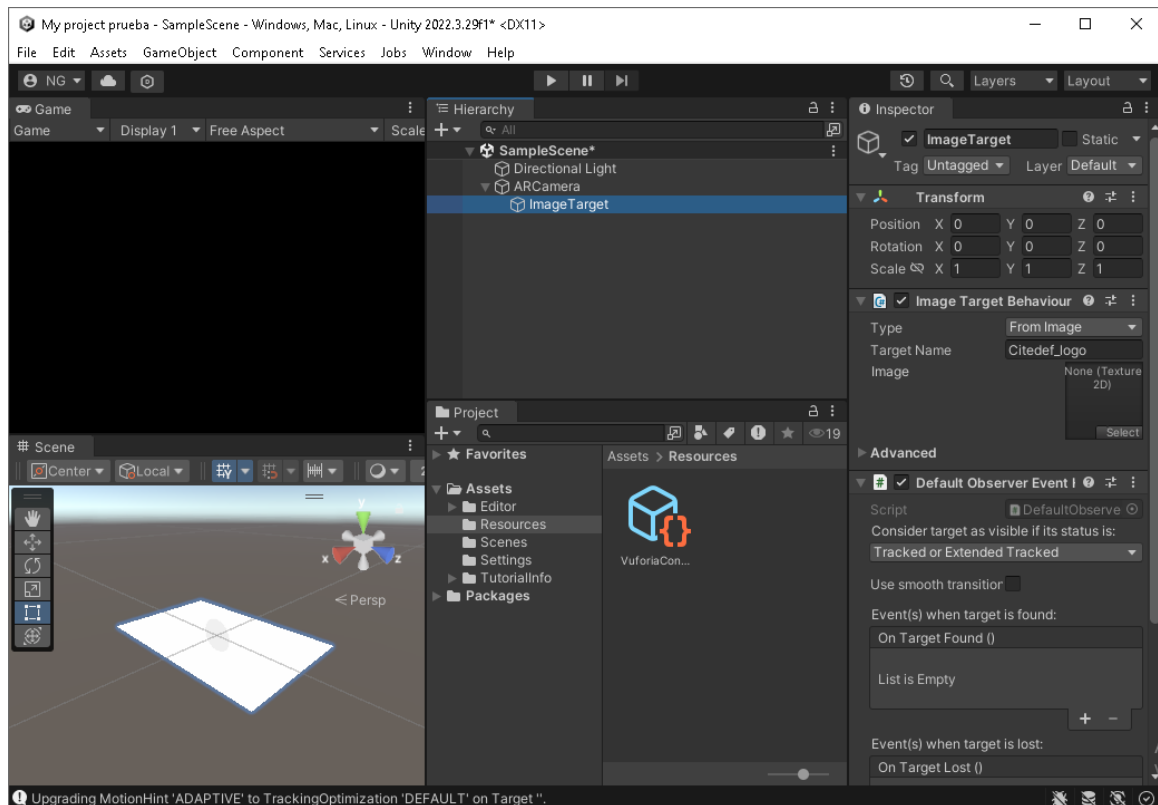 My project prueba - SampleScene - Windows, Mac, Linux - Unity 2022.3.29f1* <DX11>
File Edit Assets GameObject Component Services Jobs Window Help
NG
Layers
Layout
Game
Game
Display 1
Free Aspect
Scale
Scene
Center
Local
y
x
z
Persp
Hierarchy
All
SampleScene*
Directional Light
ARCamera
ImageTarget
Project
19
Favorites
Assets
Editor
Resources
Scenes
Settings
TutorialInfo
Packages
Assets > Resources
VuforiaCon...
Inspector
ImageTarget
Static
Tag Untagged
Layer Default
Transform
Position X 0 Y 0 Z 0
Rotation X 0 Y 0 Z 0
Scale X 1 Y 1 Z 1
Image Target Behaviour
Type From Image
Target Name Citedef_logo
Image
None (Texture
2D)
Select
Advanced
# Default Observer Event
Script DefaultObserve
Consider target as visible if its status is:
Tracked or Extended Tracked
Use smooth transition
Event(s) when target is found:
On Target Found ()
List is Empty
+ -
Event(s) when target is lost:
On Target Lost ()
Upgrading MotionHint 'ADAPTIVE' to TrackingOptimization 'DEFAULT' on Target ''.